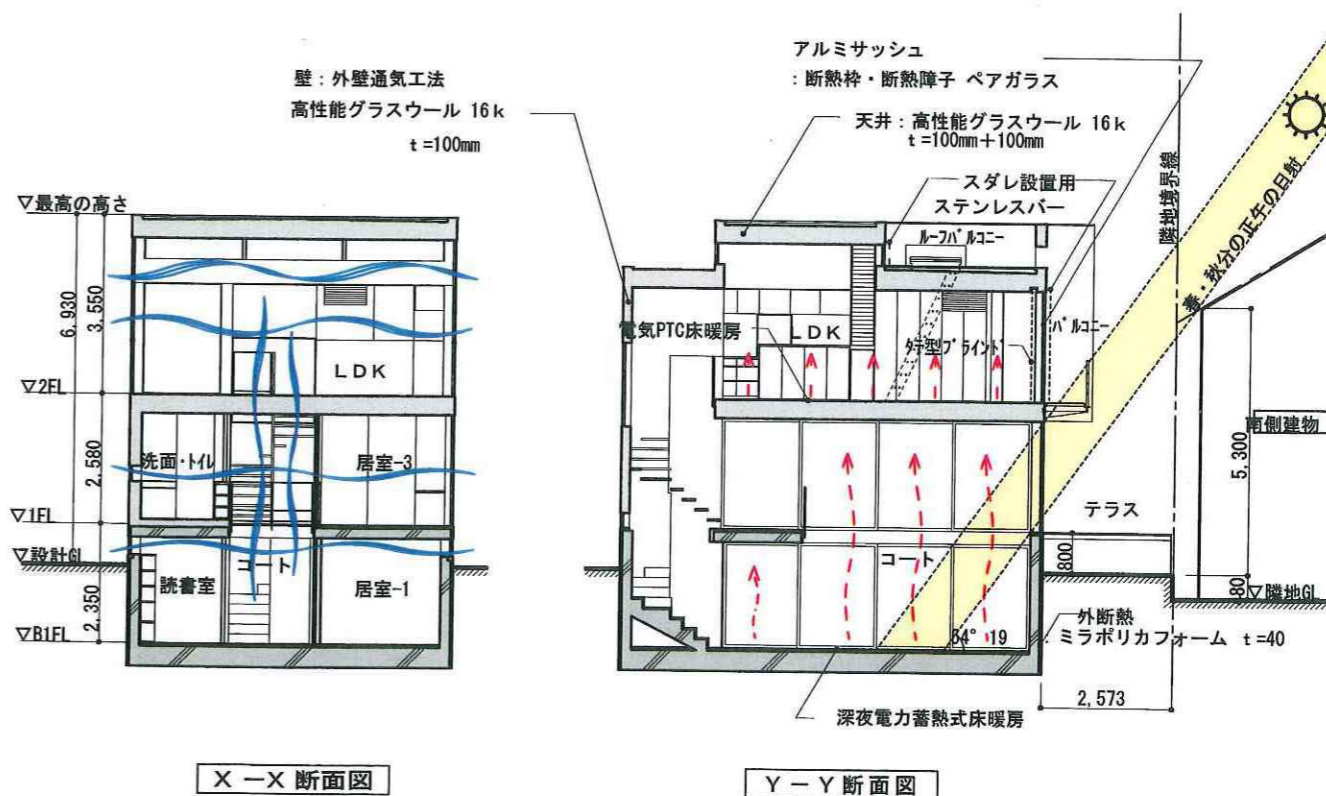 壁：外壁通気工法
高性能グラスウール 16k
t=100mm
アルミサッシュ
：断熱枠・断熱障子 ペアガラス
天井：高性能グラスウール 16k
t=100mm＋100mm
スダレ設置用
ステンレスバー
ルーフバルコニー
隣地境界線
春・秋分の正午の日射
▽最高の高さ
6,930
3,550
LDK
▽2FL
2,580
洗面・トイレ
居室-3
▽1FL
▽設計GL
コート
読書室
居室-1
2,350
▽B1FL
電気PTC床暖房
LDK
タテ型ブラインド
バルコニー
南側建物
5,300
テラス
コート
800
80
▽隣地GL
54°19
外断熱
ミラポリカフォーム t=40
2,573
深夜電力蓄熱式床暖房
X－X 断面図
Y－Y 断面図